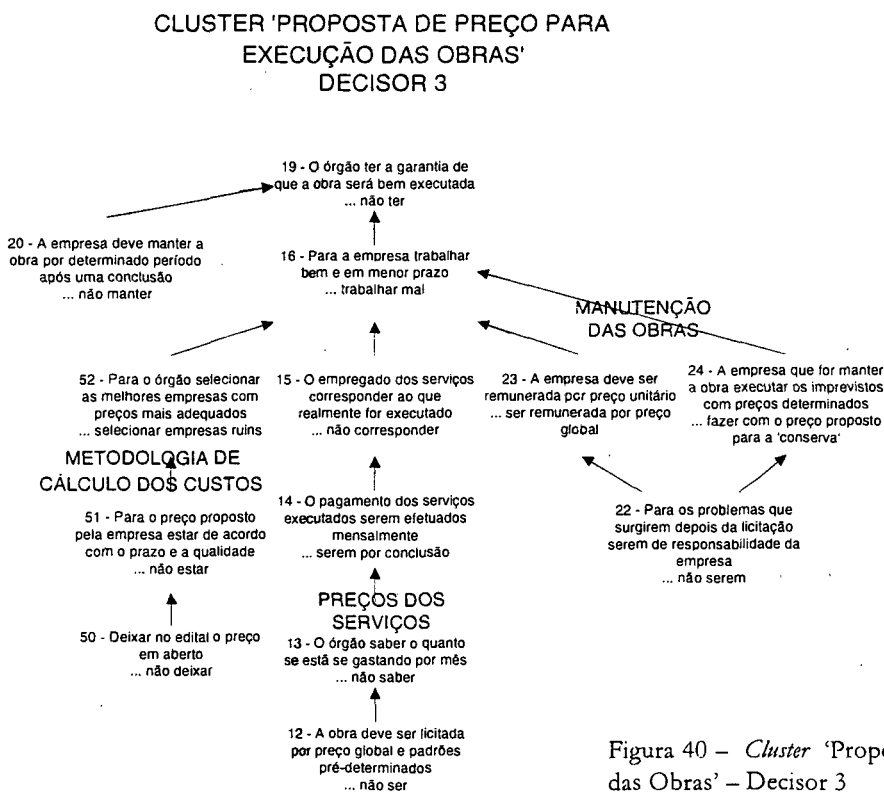 CLUSTER 'PROPOSTA DE PREÇO PARA
EXECUÇÃO DAS OBRAS'
DECISOR 3
19 - O órgão ter a garantia de
que a obra será bem executada
... não ter
20 - A empresa deve manter a
obra por determinado período
após uma conclusão
... não manter
16 - Para a empresa trabalhar
bem e em menor prazo
... trabalhar mal
MANUTENÇÃO
DAS OBRAS
52 - Para o órgão selecionar
as melhores empresas com
preços mais adequados
... selecionar empresas ruins
15 - O empregado dos serviços
corresponder ao que
realmente for executado
... não corresponder
23 - A empresa deve ser
remunerada por preço unitário
... ser remunerada por preço
global
24 - A empresa que for manter
a obra executar os imprevistos
com preços determinados
... fazer com o preço proposto
para a 'conserva'
METODOLOGIA DE
CÁLCULO DOS CUSTOS
51 - Para o preço proposto
pela empresa estar de acordo
com o prazo e a qualidade
... não estar
14 - O pagamento dos serviços
executados serem efetuados
mensalmente
... serem por conclusão
22 - Para os problemas que
surgirem depois da licitação
serem de responsabilidade da
empresa
... não serem
PREÇOS DOS
SERVIÇOS
50 - Deixar no edital o preço
em aberto
... não deixar
13 - O órgão saber o quanto
se está se gastando por mês
... não saber
12 - A obra deve ser licitada
por preço global e padrões
pré-determinados
... não ser
Figura 40 – Cluster 'Propo
das Obras' – Decisor 3